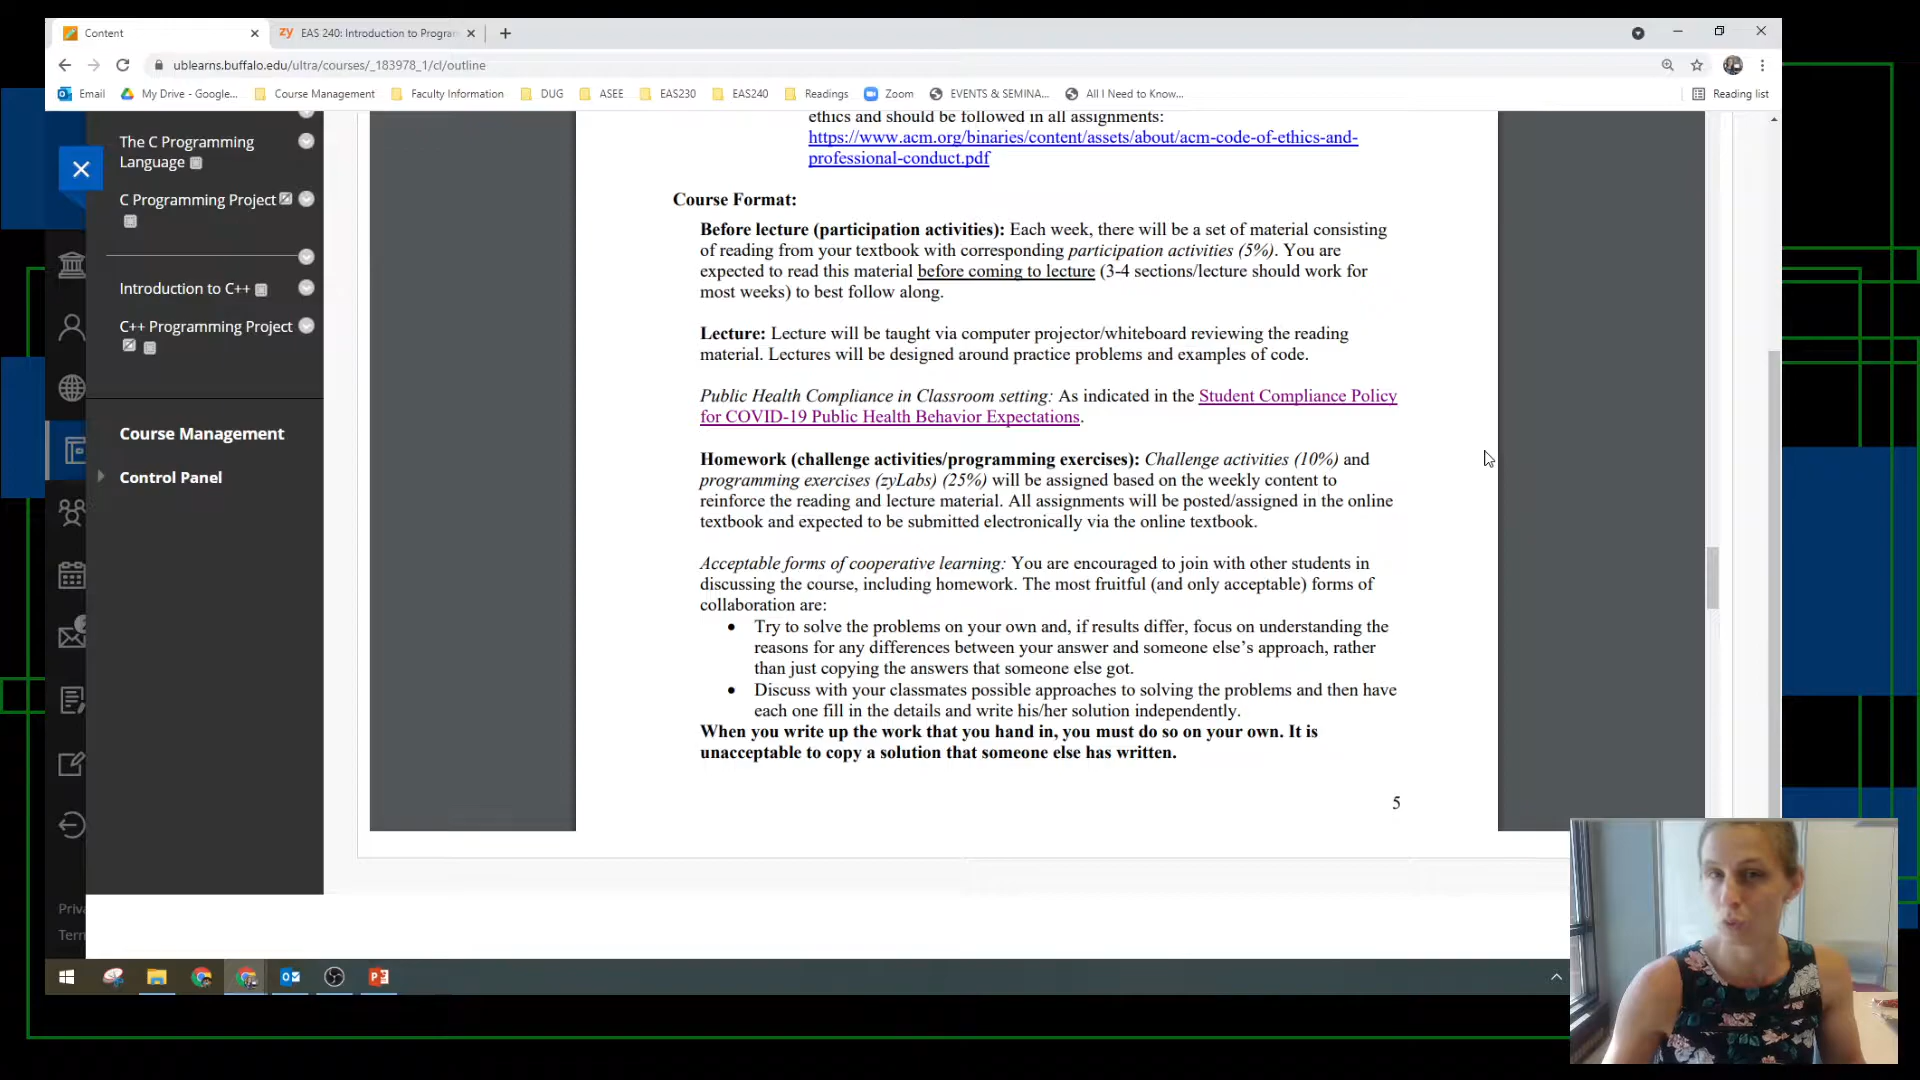 Content
zy EAS 240: Introduction to Progra
ublearns.buffalo.edu/ultra/courses/_183978_1/cl/outline
Email My Drive - Google... Course Management Faculty Information DUG ASEE EAS230 EAS240 Readings Zoom EVENTS & SEMINA... All I Need to Know... Reading list
The C Programming
Language
C Programming Project
Introduction to C++
C++ Programming Project
Course Management
Control Panel
Priv
Tern
ethics and should be followed in all assignments:
https://www.acm.org/binaries/content/assets/about/acm-code-of-ethics-and-
professional-conduct.pdf
Course Format:
Before lecture (participation activities): Each week, there will be a set of material consisting
of reading from your textbook with corresponding participation activities (5%). You are
expected to read this material before coming to lecture (3-4 sections/lecture should work for
most weeks) to best follow along.
Lecture: Lecture will be taught via computer projector/whiteboard reviewing the reading
material. Lectures will be designed around practice problems and examples of code.
Public Health Compliance in Classroom setting: As indicated in the Student Compliance Policy
for COVID-19 Public Health Behavior Expectations.
Homework (challenge activities/programming exercises): Challenge activities (10%) and
programming exercises (zyLabs) (25%) will be assigned based on the weekly content to
reinforce the reading and lecture material. All assignments will be posted/assigned in the online
textbook and expected to be submitted electronically via the online textbook.
Acceptable forms of cooperative learning: You are encouraged to join with other students in
discussing the course, including homework. The most fruitful (and only acceptable) forms of
collaboration are:
• Try to solve the problems on your own and, if results differ, focus on understanding the
reasons for any differences between your answer and someone else's approach, rather
than just copying the answers that someone else got.
• Discuss with your classmates possible approaches to solving the problems and then have
each one fill in the details and write his/her solution independently.
When you write up the work that you hand in, you must do so on your own. It is
unacceptable to copy a solution that someone else has written.
5